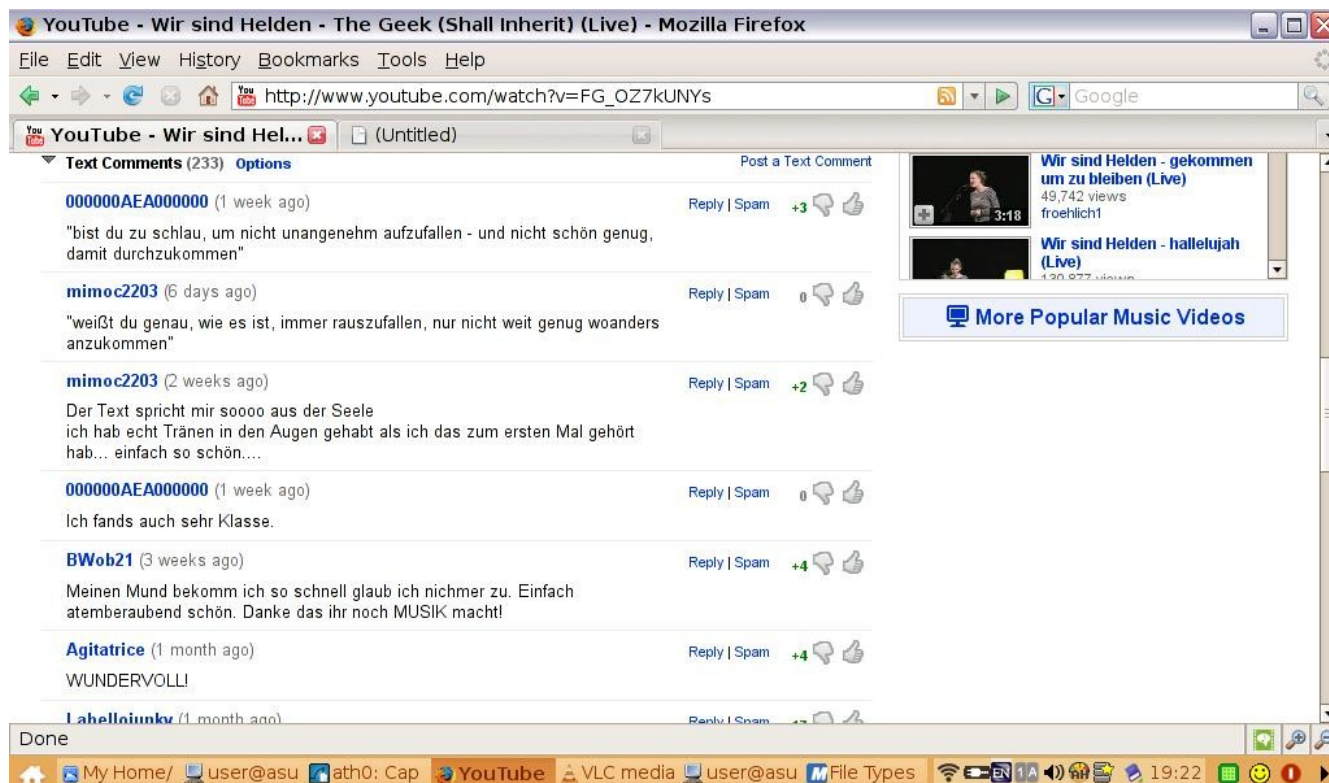 YouTube - Wir sind Helden - The Geek (Shall Inherit) (Live) - Mozilla Firefox
File Edit View History Bookmarks Tools Help
http://www.youtube.com/watch?v=FG_OZ7kUNYs
G Google
YouTube - Wir sind Hel...
(Untitled)
Text Comments (233) Options
Post a Text Comment
000000AEA000000 (1 week ago)
Reply | Spam +3
"bist du zu schlau, um nicht unangenehm aufzufallen - und nicht schön genug,
damit durchzukommen"
mimoc2203 (6 days ago)
Reply | Spam 0
"weißt du genau, wie es ist, immer rauszufallen, nur nicht weit genug woanders
anzukommen"
mimoc2203 (2 weeks ago)
Reply | Spam +2
Der Text spricht mir soooo aus der Seele
ich hab echt Tränen in den Augen gehabt als ich das zum ersten Mal gehört
hab... einfach so schön....
000000AEA000000 (1 week ago)
Reply | Spam 0
Ich fands auch sehr Klasse.
BWob21 (3 weeks ago)
Reply | Spam +4
Meinen Mund bekomm ich so schnell glaub ich nichmer zu. Einfach
atemberaubend schön. Danke das ihr noch MUSIK macht!
Agitatrice (1 month ago)
Reply | Spam +4
WUNDERVOLL!
Labellojunky (1 month ago)
Reply | Spam
3:18
Wir sind Helden - gekommen
um zu bleiben (Live)
49,742 views
froehlich1
Wir sind Helden - hallelujah
(Live)
More Popular Music Videos
Done
My Home/ user@asu ath0: Cap YouTube VLC media user@asu File Types EN 19:22